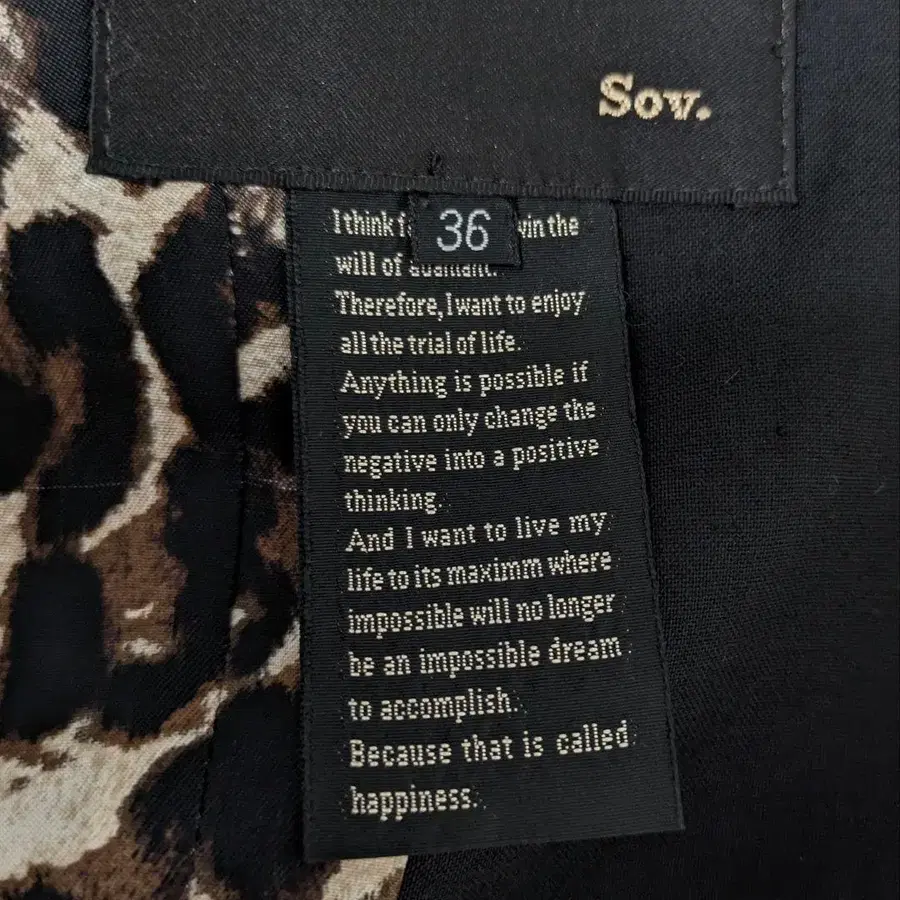 Sov.
36
I think vin the
will of adamant.
Therefore, I want to enjoy
all the trial of life.
Anything is possible if
you can only change the
negative into a positive
thinking.
And I want to live my
life to its maximm where
impossible will no longer
be an impossible dream
to accomplish.
Because that is called
happiness.